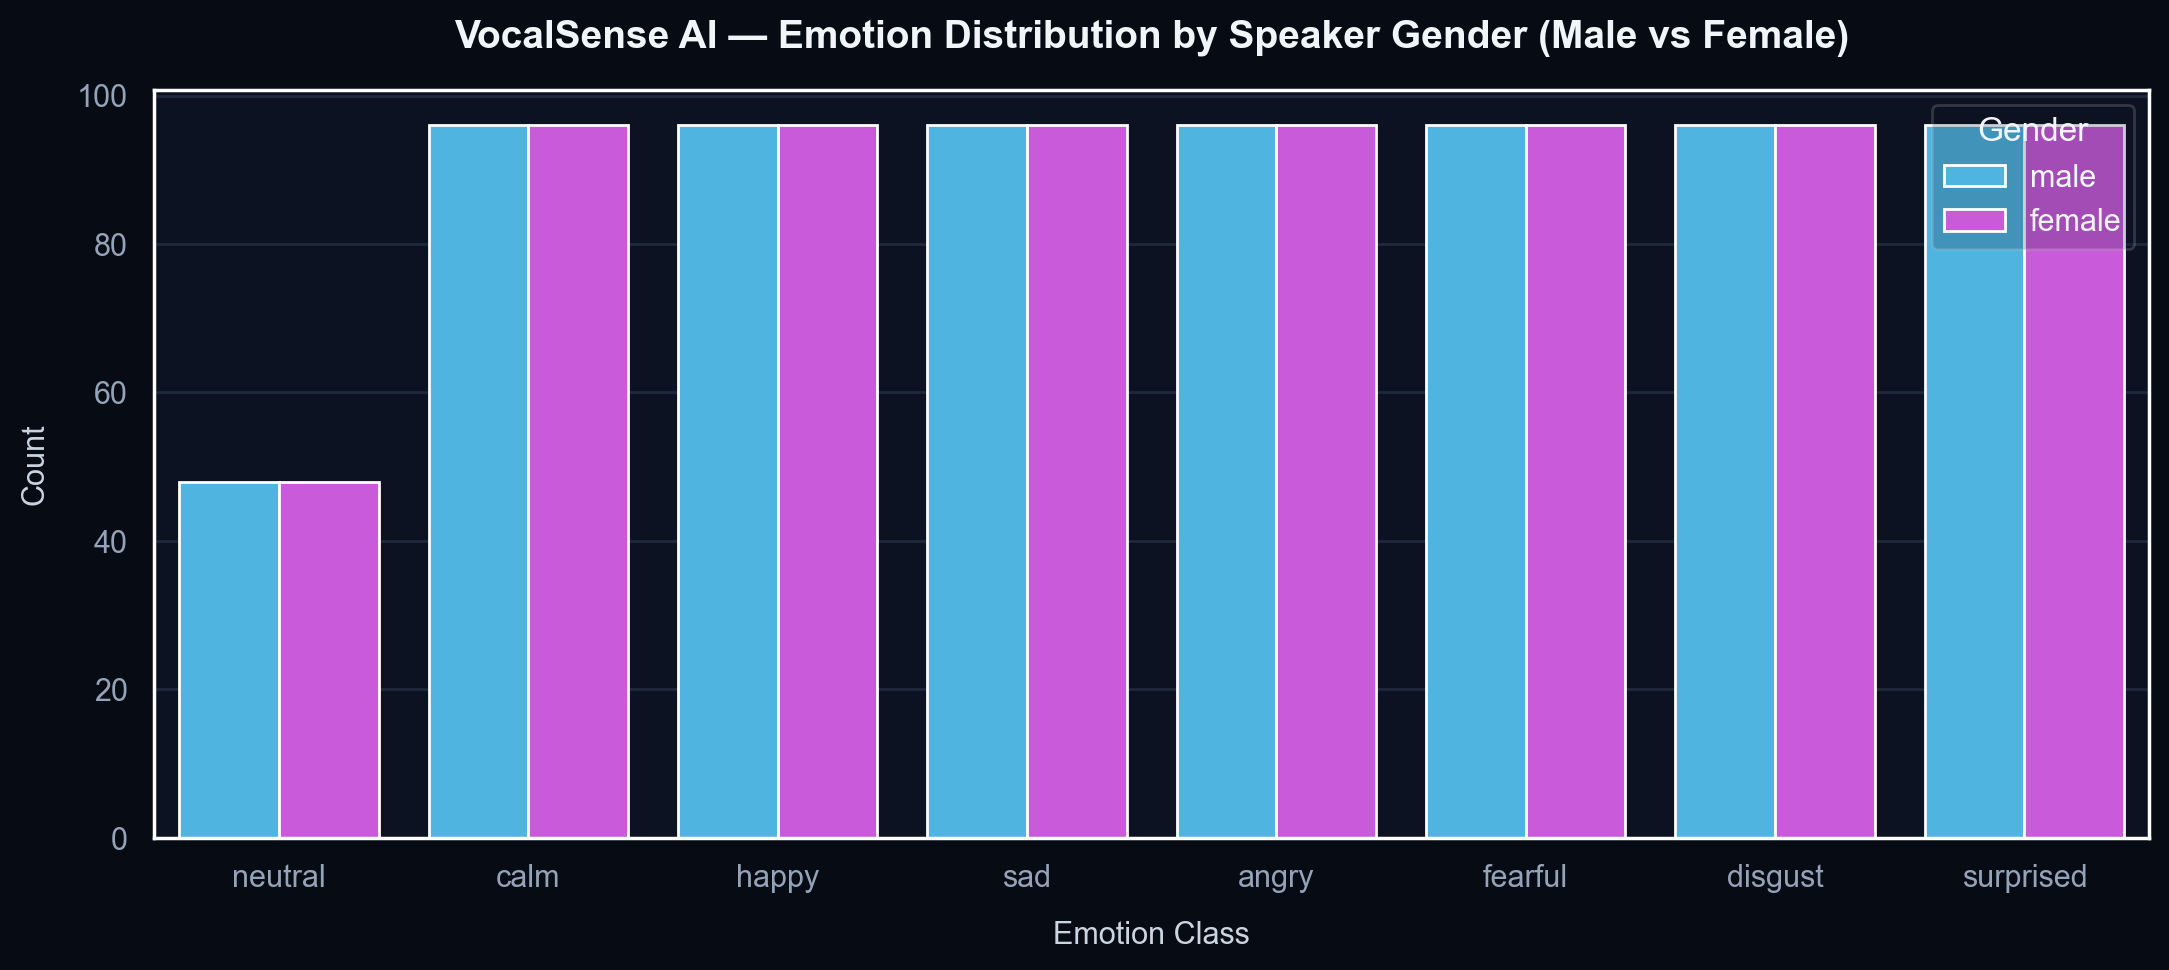 VocalSense AI — Emotion Distribution by Speaker Gender (Male vs Female)
100
80
60
40
20
0
Count
Gender
male
female
neutral calm happy sad angry fearful disgust surprised
Emotion Class